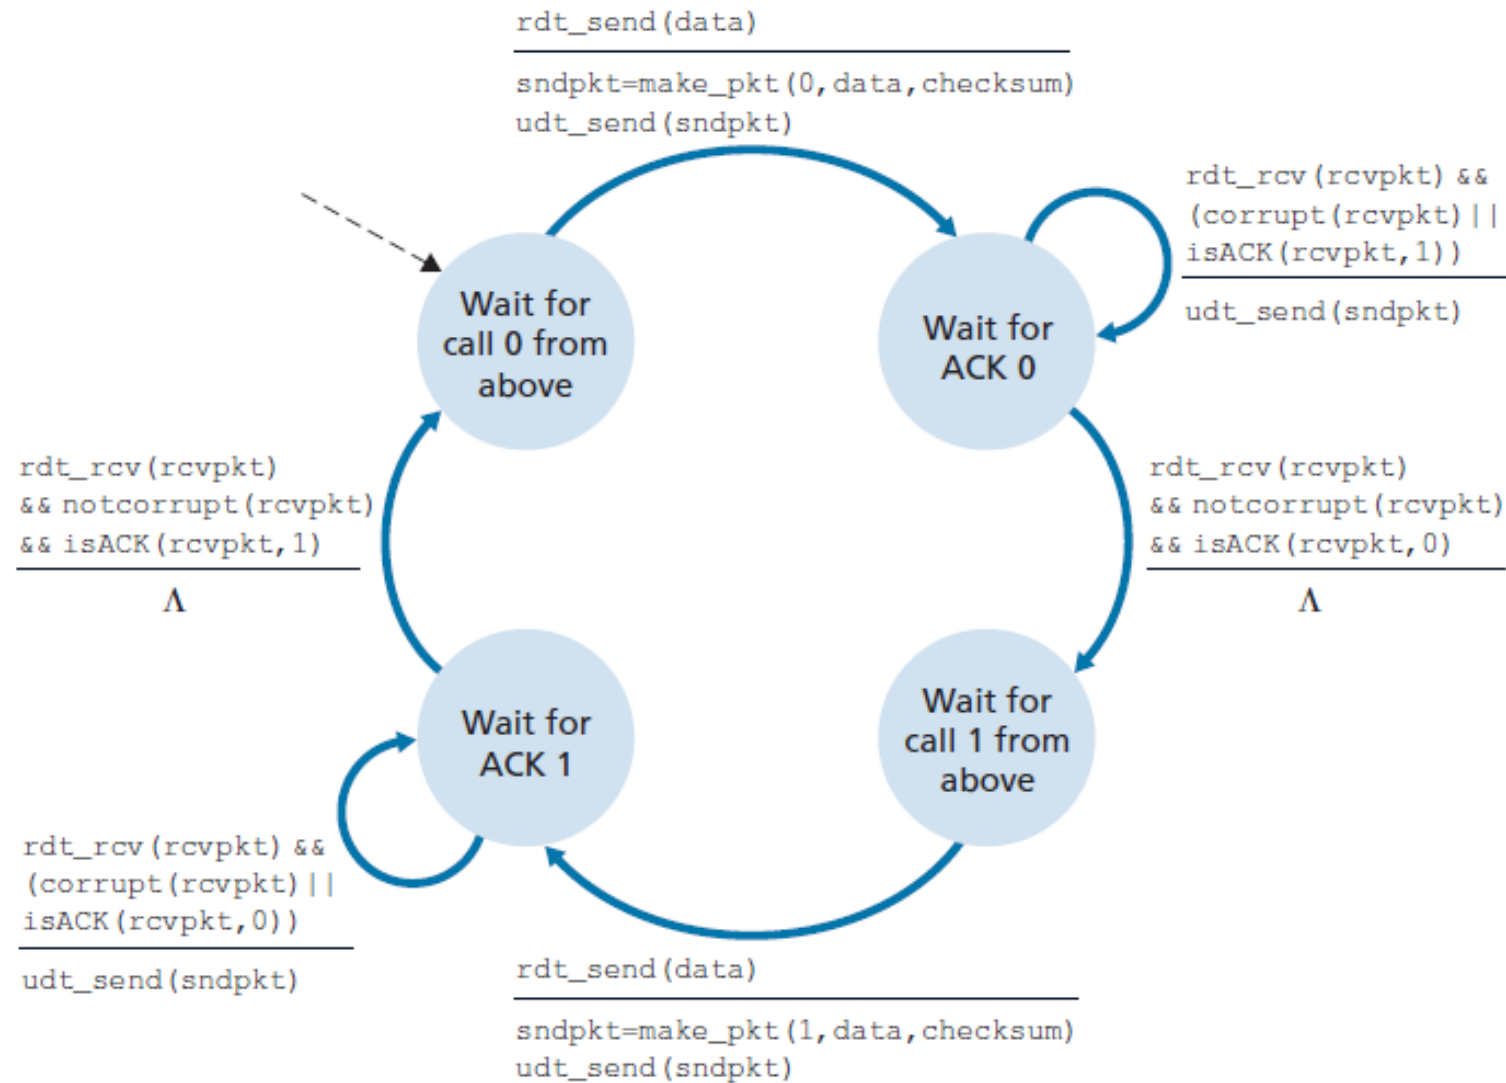 rdt_send(data)
sndpkt=make_pkt(0,data,checksum)
udt_send(sndpkt)
rdt_rcv(rcvpkt) &&
(corrupt(rcvpkt)||
isACK(rcvpkt,1))
udt_send(sndpkt)
Wait for
call 0 from
above
Wait for
ACK 0
rdt_rcv(rcvpkt)
&& notcorrupt(rcvpkt)
&& isACK(rcvpkt,1)
Λ
rdt_rcv(rcvpkt)
&& notcorrupt(rcvpkt)
&& isACK(rcvpkt,0)
Λ
Wait for
ACK 1
Wait for
call 1 from
above
rdt_rcv(rcvpkt) &&
(corrupt(rcvpkt)||
isACK(rcvpkt,0))
udt_send(sndpkt)
rdt_send(data)
sndpkt=make_pkt(1,data,checksum)
udt_send(sndpkt)